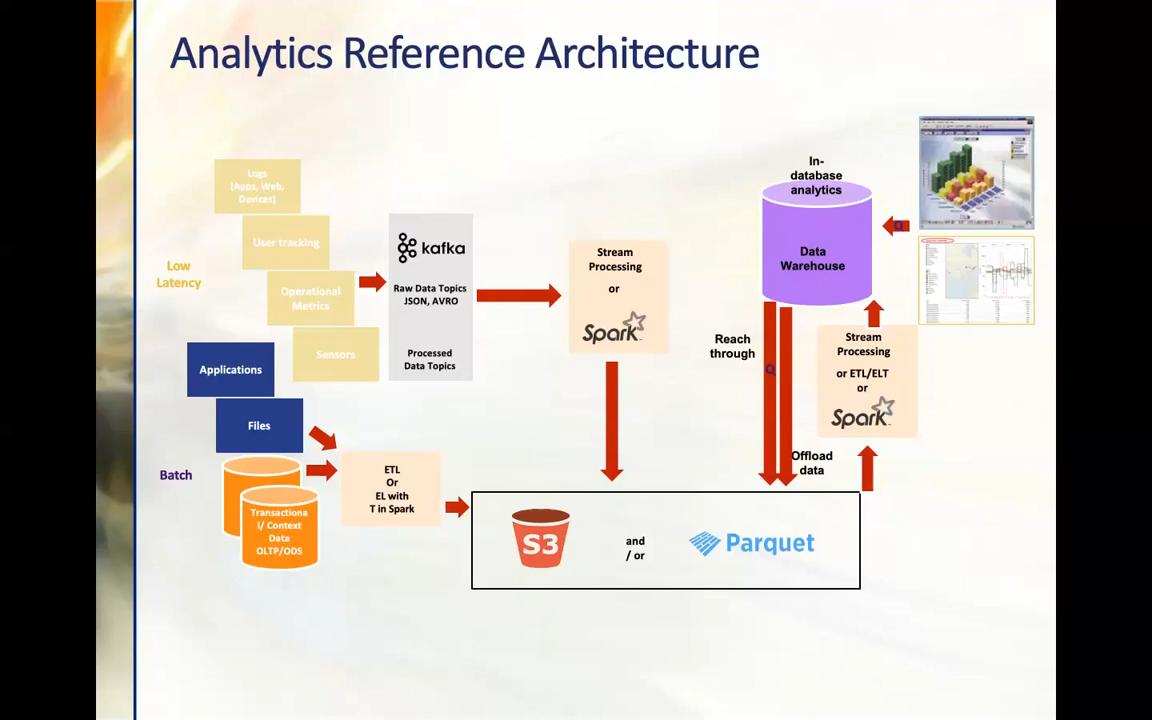 Analytics Reference Architecture
Logs
(Apps, Web,
Devices)
User tracking
Operational
Metrics
Sensors
Low
Latency
kafka
Raw Data Topics
JSON, AVRO
Processed
Data Topics
Stream
Processing
or
Spark
In-
database
analytics
Data
Warehouse
Q
Reach
through
Q
Stream
Processing
or ETL/ELT
or
Spark
Offload
data
Applications
Files
Batch
Transactiona
l/ Context
Data
OLTP/ODS
ETL
Or
EL with
T in Spark
S3
and
/ or
Parquet